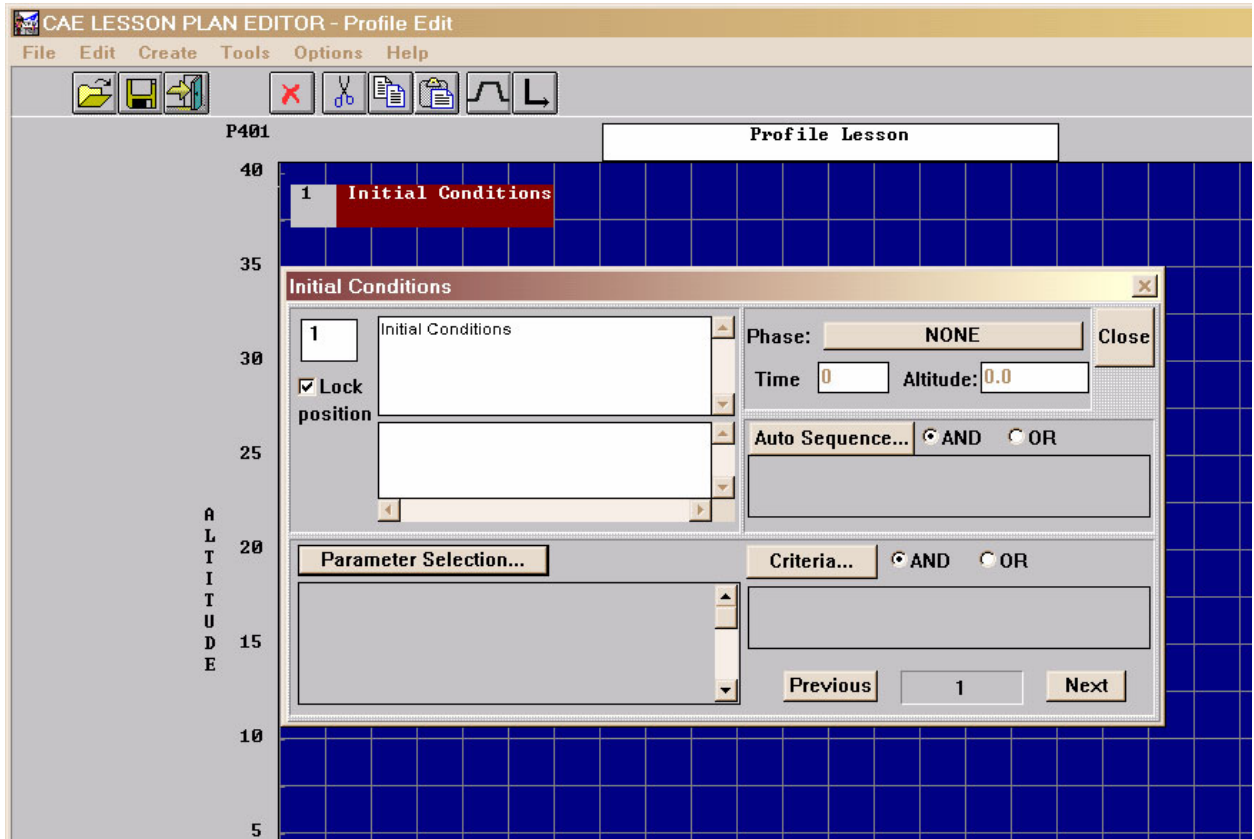 CAE LESSON PLAN EDITOR - Profile Edit
File Edit Create Tools Options Help
P401
Profile Lesson
40
1 Initial Conditions
35
Initial Conditions
1
Initial Conditions
Phase: NONE
Close
30
Time 0 Altitude: 0.0
Lock
position
25
Auto Sequence... AND OR
ALTITUDE
20
Parameter Selection...
Criteria... AND OR
15
Previous 1 Next
10
5